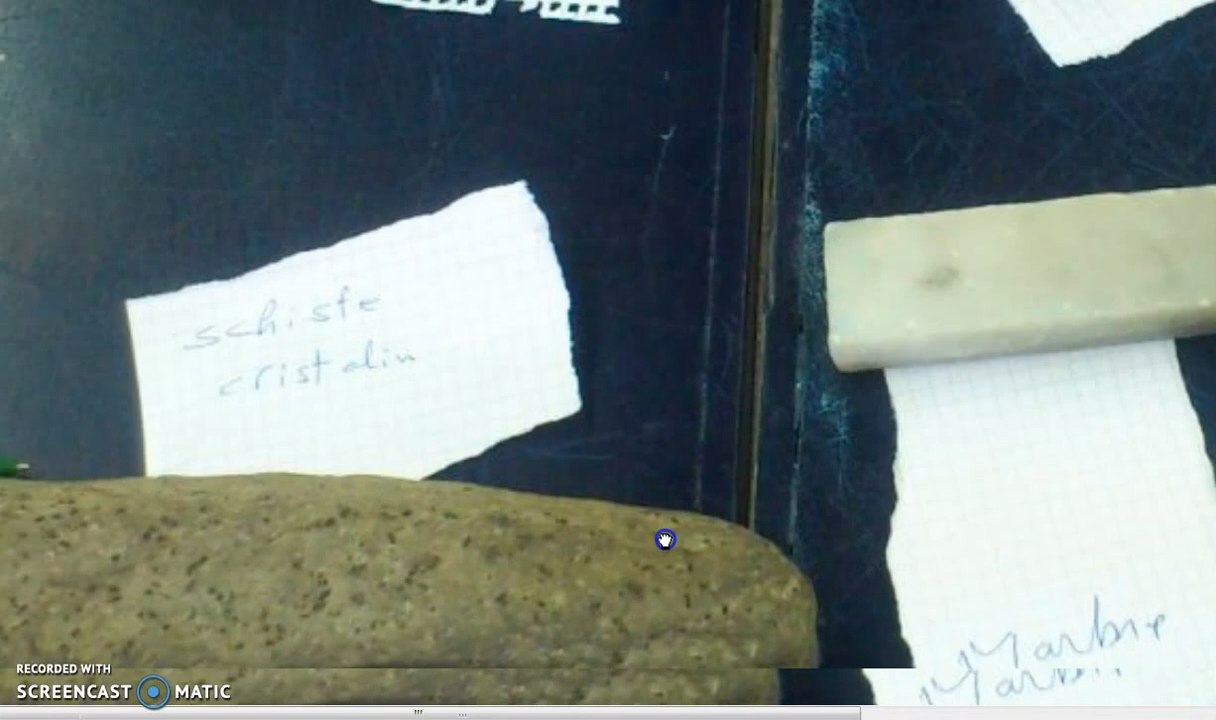 schiste
cristalin
Marbre
RECORDED WITH
SCREENCAST MATIC